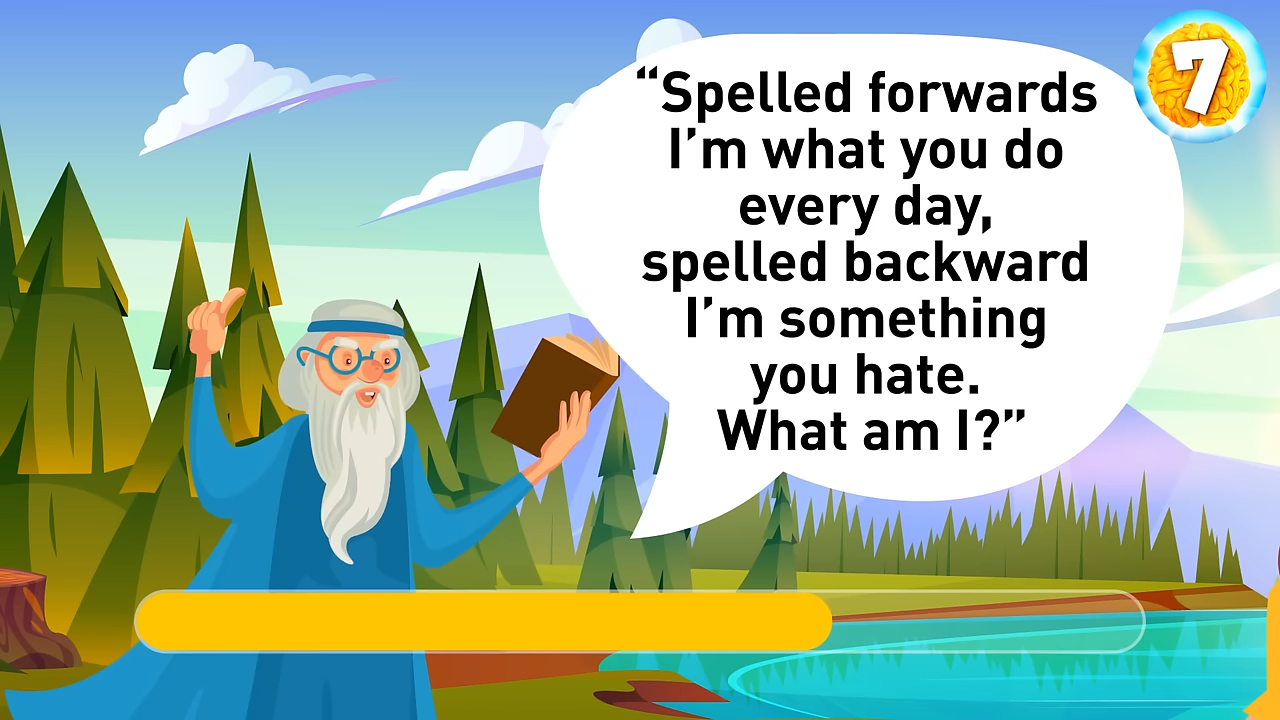 “Spelled forwards
I’m what you do
every day,
spelled backward
I’m something
you hate.
What am I?”
7